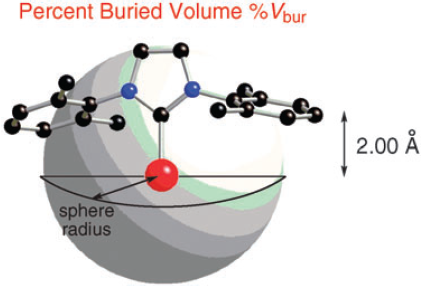 Percent Buried Volume %Vbur
2.00 Å
sphere
radius